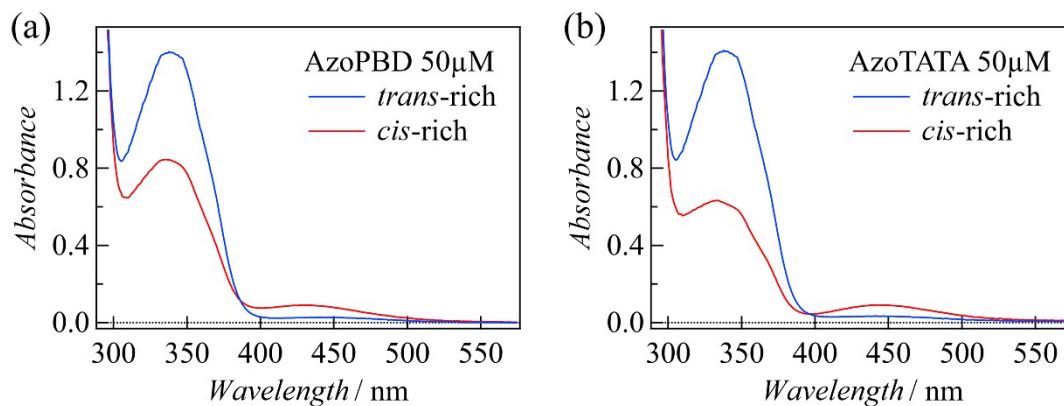 (a)
AzoPBD 50μM
trans-rich
cis-rich
Absorbance
1.2
0.8
0.4
0.0
300 350 400 450 500 550
Wavelength / nm
(b)
AzoTATA 50μM
trans-rich
cis-rich
Absorbance
1.2
0.8
0.4
0.0
300 350 400 450 500 550
Wavelength / nm